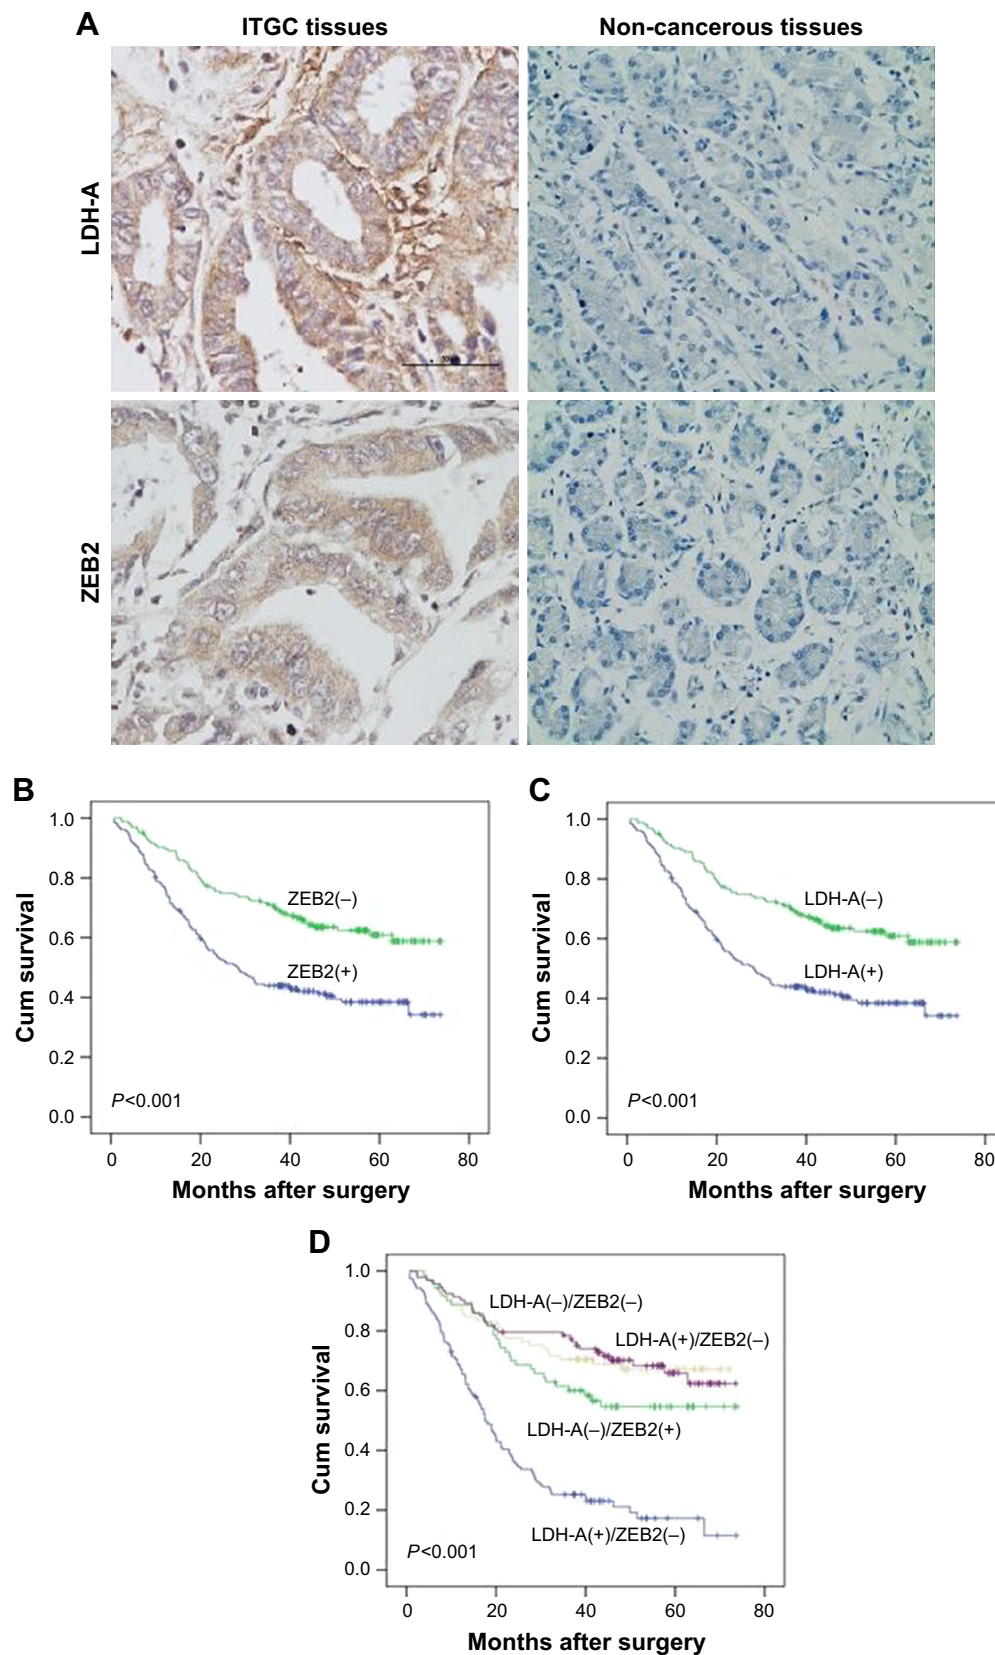 A
ITGC tissues
Non-cancerous tissues
LDH-A
ZEB2
B
1.0
0.8
0.6
0.4
0.2
0.0
Cum survival
ZEB2(–)
ZEB2(+)
P<0.001
0 20 40 60 80
Months after surgery
C
1.0
0.8
0.6
0.4
0.2
0.0
Cum survival
LDH-A(–)
LDH-A(+)
P<0.001
0 20 40 60 80
Months after surgery
D
1.0
0.8
0.6
0.4
0.2
0.0
Cum survival
LDH-A(–)/ZEB2(–)
LDH-A(+)/ZEB2(–)
LDH-A(–)/ZEB2(+)
LDH-A(+)/ZEB2(–)
P<0.001
0 20 40 60 80
Months after surgery